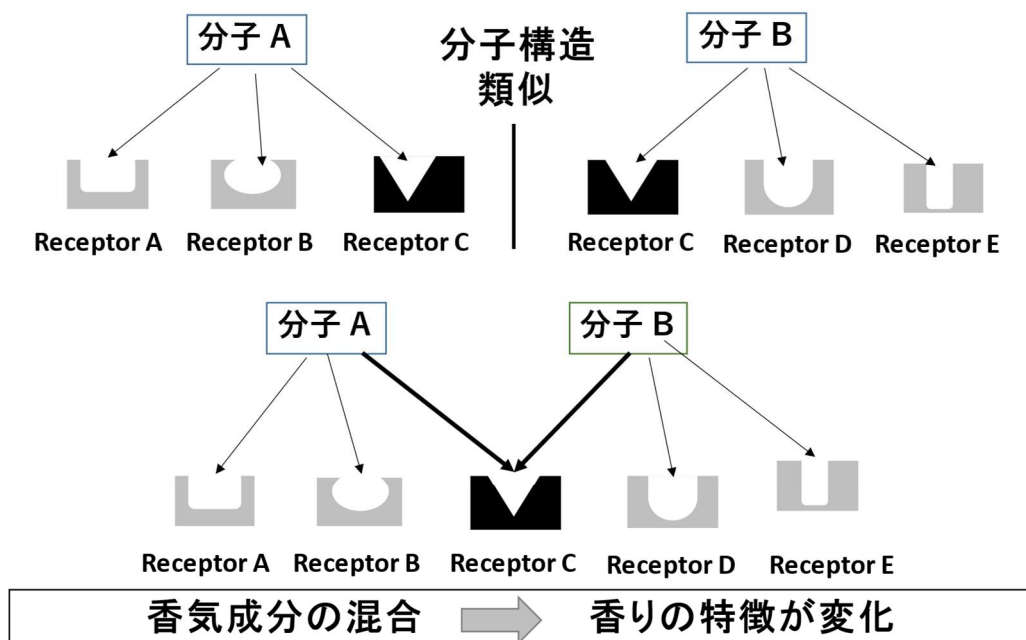 分子 A
分子構造
類似
分子 B
Receptor A Receptor B Receptor C
Receptor C Receptor D Receptor E
分子 A
分子 B
Receptor A Receptor B Receptor C Receptor D Receptor E
香気成分の混合 香りの特徴が変化